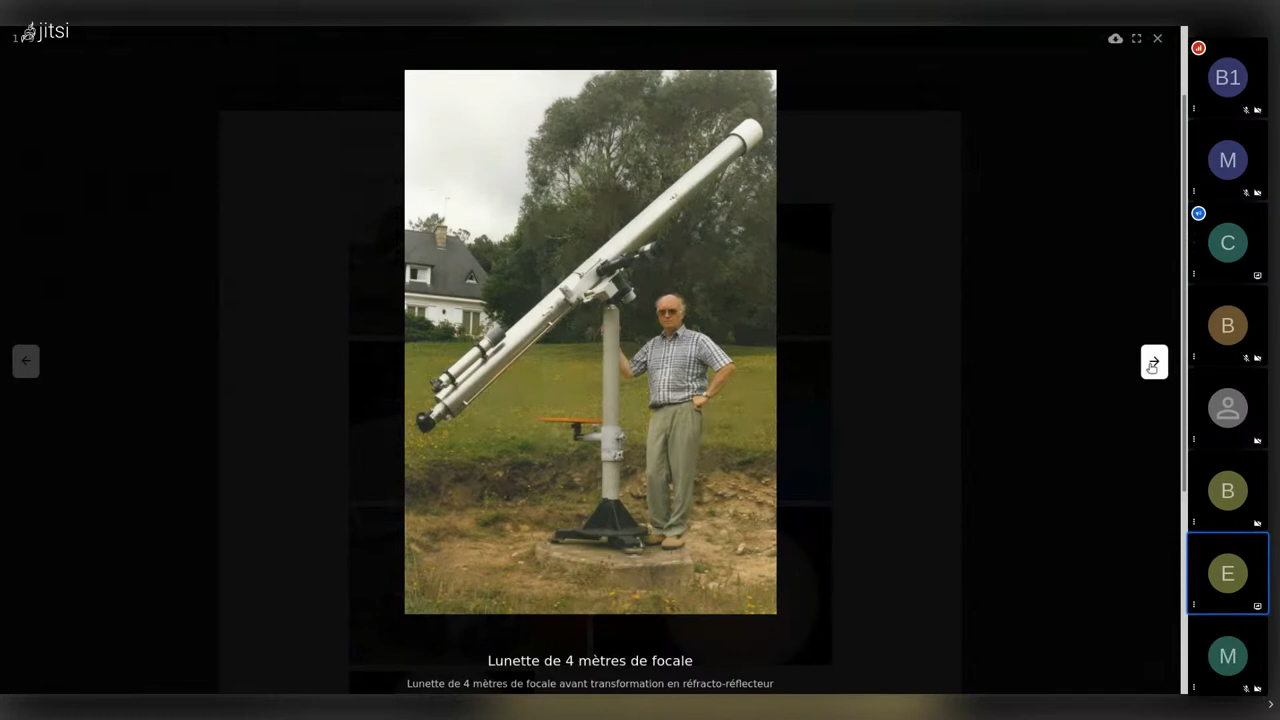 jitsi
B1
M
C
B
B
E
M
Lunette de 4 mètres de focale
Lunette de 4 mètres de focale avant transformation en réfracto-réflecteur